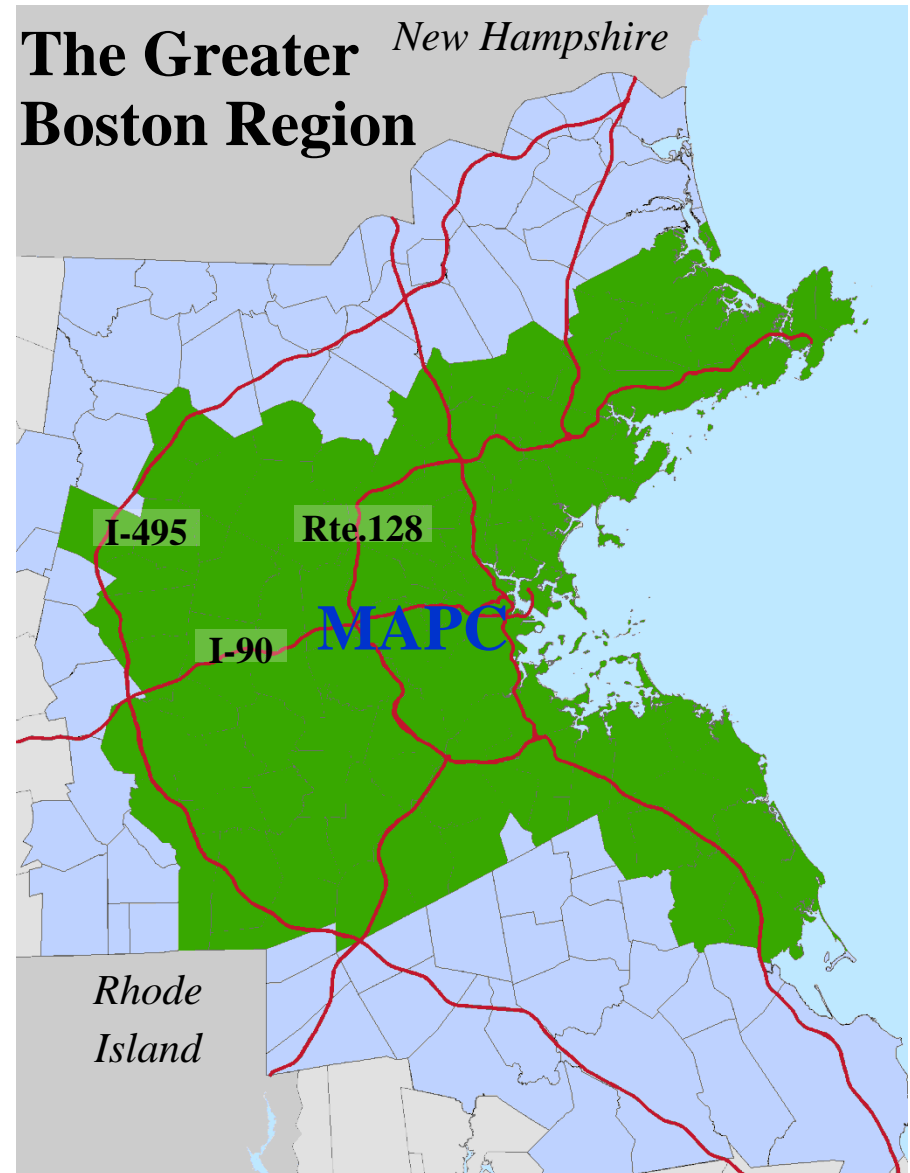 The Greater
Boston Region
New Hampshire
I-495
Rte.128
MAPC
I-90
Rhode
Island